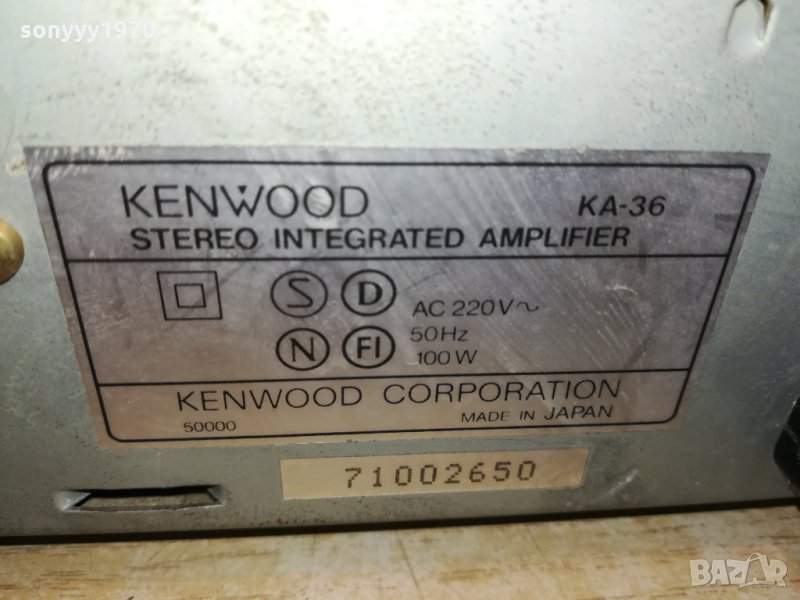 sonyyy1970
KENWOOD KA-36
STEREO INTEGRATED AMPLIFIER
S D AC 220V~
50Hz
N FI 100W
KENWOOD CORPORATION
50000 MADE IN JAPAN
71002650
BAZAR